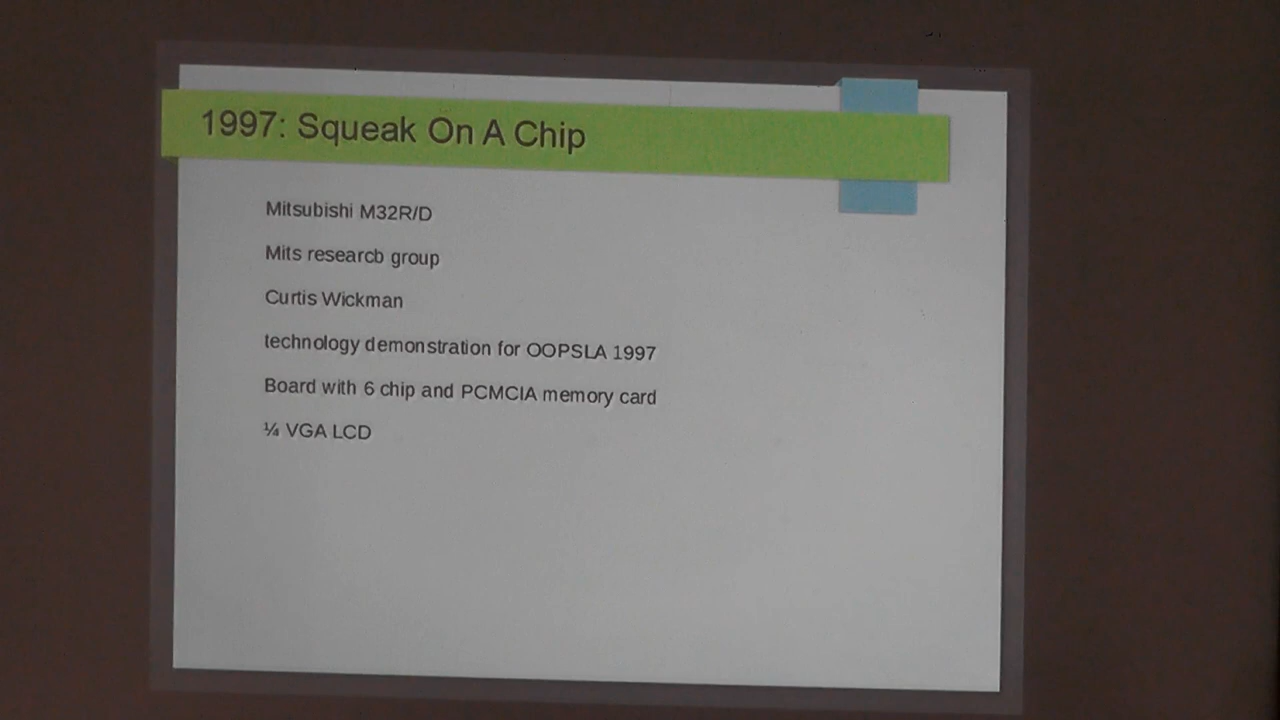 1997: Squeak On A Chip
Mitsubishi M32R/D
Mits researcb group
Curtis Wickman
technology demonstration for OOPSLA 1997
Board with 6 chip and PCMCIA memory card
¼ VGA LCD